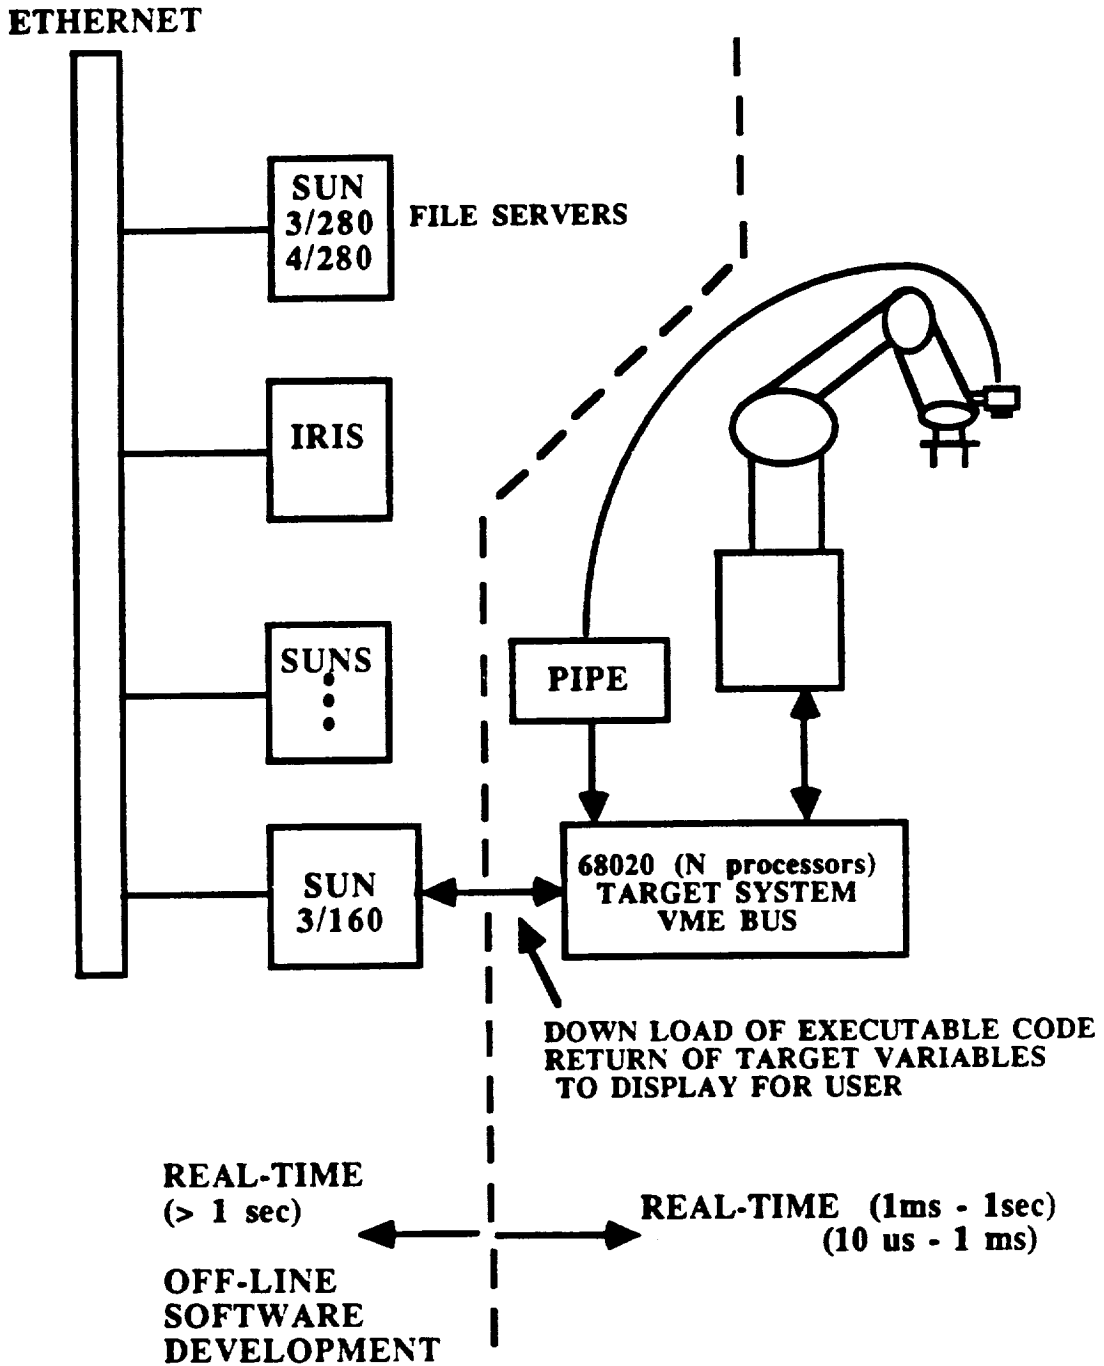 ETHERNET
SUN
3/280
4/280
FILE SERVERS
IRIS
SUNS
PIPE
SUN
3/160
68020 (N processors)
TARGET SYSTEM
VME BUS
DOWN LOAD OF EXECUTABLE CODE
RETURN OF TARGET VARIABLES
TO DISPLAY FOR USER
REAL-TIME
(> 1 sec)
REAL-TIME (1ms - 1sec)
(10 us - 1 ms)
OFF-LINE
SOFTWARE
DEVELOPMENT